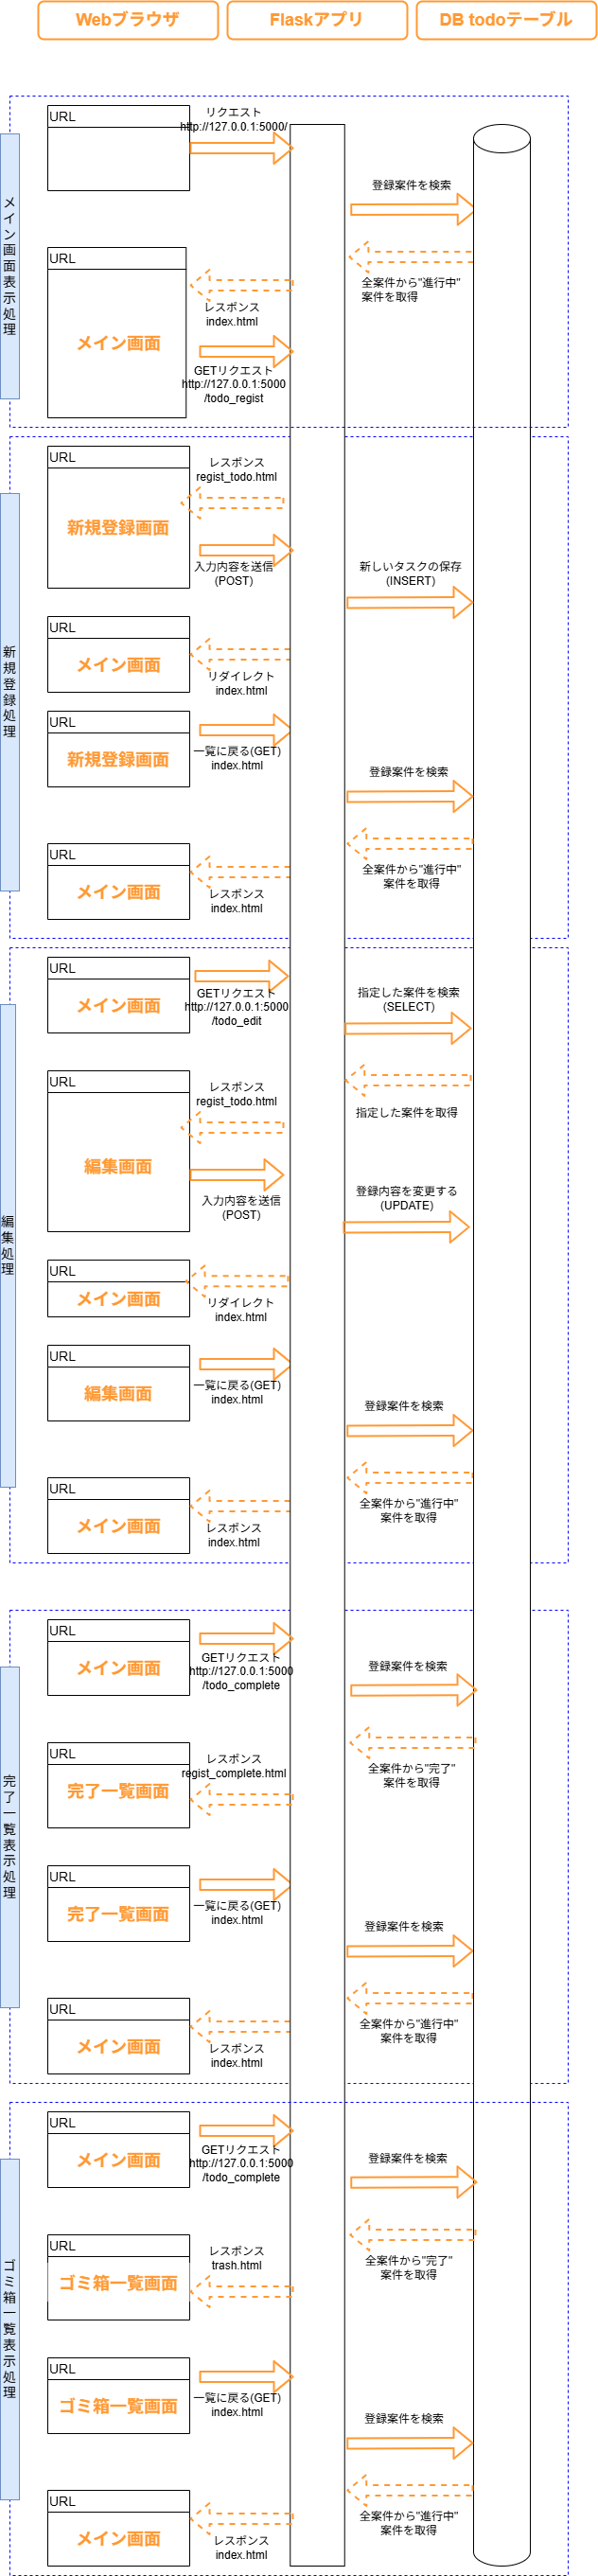 Webブラウザ
Flaskアプリ
DB todoテーブル
メイン画面表示処理
URL
リクエスト
http://127.0.0.1:5000/
登録案件を検索
全案件から"進行中"
案件を取得
URL
メイン画面
レスポンス
index.html
GETリクエスト
http://127.0.0.1:5000
/todo_regist
新規登録処理
URL
新規登録画面
レスポンス
regist_todo.html
入力内容を送信
(POST)
新しいタスクの保存
(INSERT)
URL
メイン画面
リダイレクト
index.html
URL
新規登録画面
一覧に戻る(GET)
index.html
登録案件を検索
全案件から"進行中"
案件を取得
URL
メイン画面
レスポンス
index.html
編集処理
URL
メイン画面
GETリクエスト
http://127.0.0.1:5000
/todo_edit
指定した案件を検索
(SELECT)
指定した案件を取得
URL
編集画面
レスポンス
regist_todo.html
入力内容を送信
(POST)
登録内容を変更する
(UPDATE)
URL
メイン画面
リダイレクト
index.html
URL
編集画面
一覧に戻る(GET)
index.html
登録案件を検索
全案件から"進行中"
案件を取得
URL
メイン画面
レスポンス
index.html
完了一覧表示処理
URL
メイン画面
GETリクエスト
http://127.0.0.1:5000
/todo_complete
登録案件を検索
全案件から"完了"
案件を取得
URL
完了一覧画面
レスポンス
regist_complete.html
URL
完了一覧画面
一覧に戻る(GET)
index.html
登録案件を検索
全案件から"進行中"
案件を取得
URL
メイン画面
レスポンス
index.html
ゴミ箱一覧表示処理
URL
メイン画面
GETリクエスト
http://127.0.0.1:5000
/todo_complete
登録案件を検索
全案件から"完了"
案件を取得
URL
ゴミ箱一覧画面
レスポンス
trash.html
URL
ゴミ箱一覧画面
一覧に戻る(GET)
index.html
登録案件を検索
全案件から"進行中"
案件を取得
URL
メイン画面
レスポンス
index.html